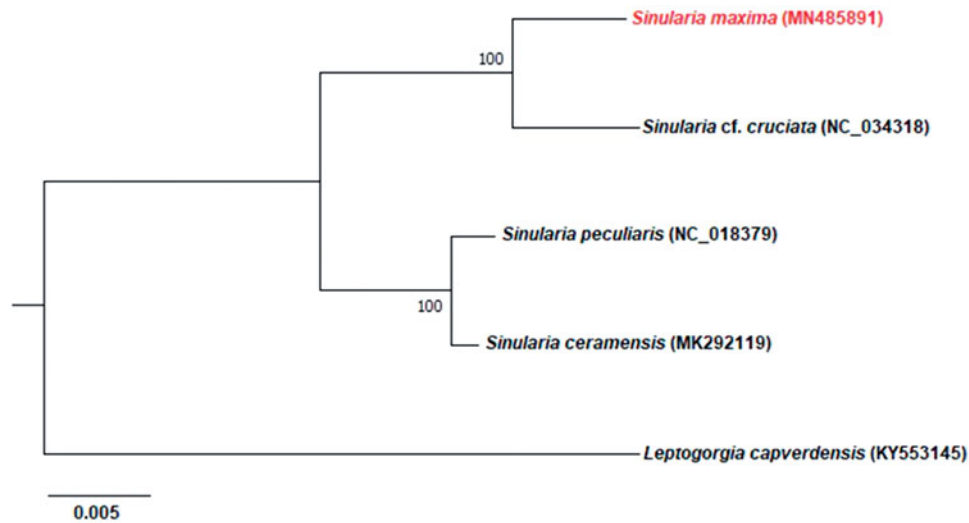 Sinularia maxima (MN485891)
100
Sinularia cf. cruciata (NC_034318)
Sinularia peculiaris (NC_018379)
100
Sinularia ceramensis (MK292119)
Leptogorgia capverdensis (KY553145)
0.005